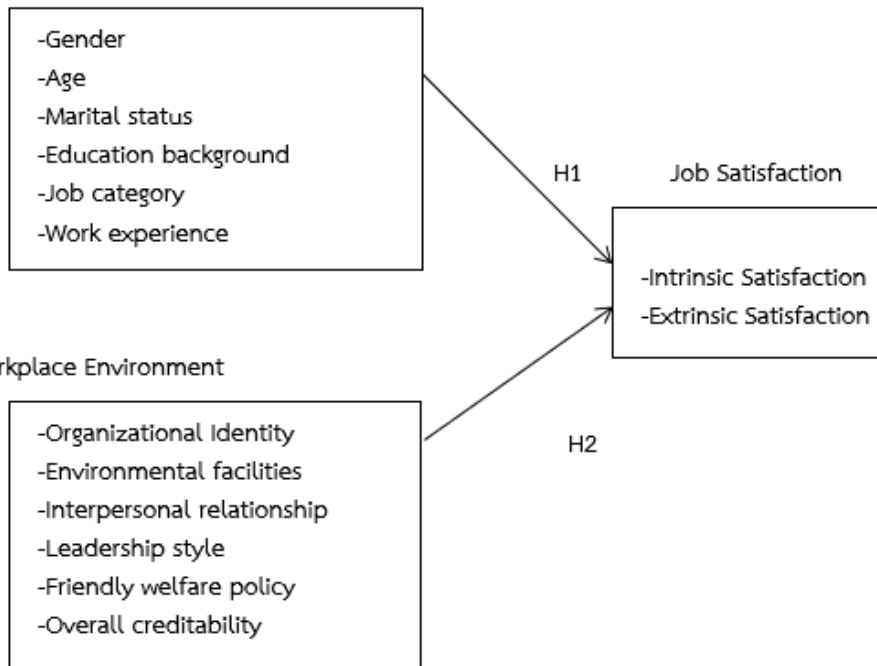 -Gender
-Age
-Marital status
-Education background
-Job category
-Work experience
H1
Job Satisfaction
-Intrinsic Satisfaction
-Extrinsic Satisfaction
rkplace Environment
-Organizational Identity
-Environmental facilities
-Interpersonal relationship
-Leadership style
-Friendly welfare policy
-Overall creditability
H2